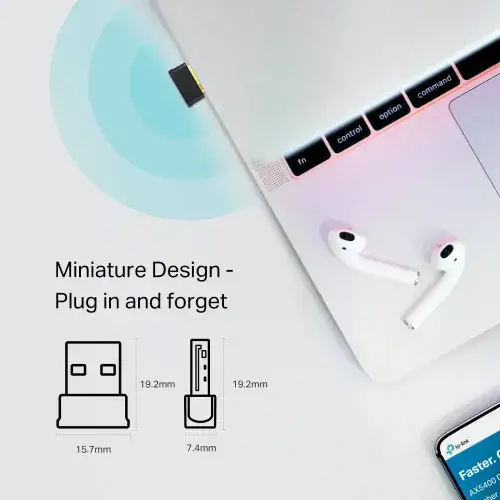 command
option
control
fn
Miniature Design -
Plug in and forget
19.2mm
19.2mm
15.7mm
7.4mm
tp-link
Faster.
AX5400